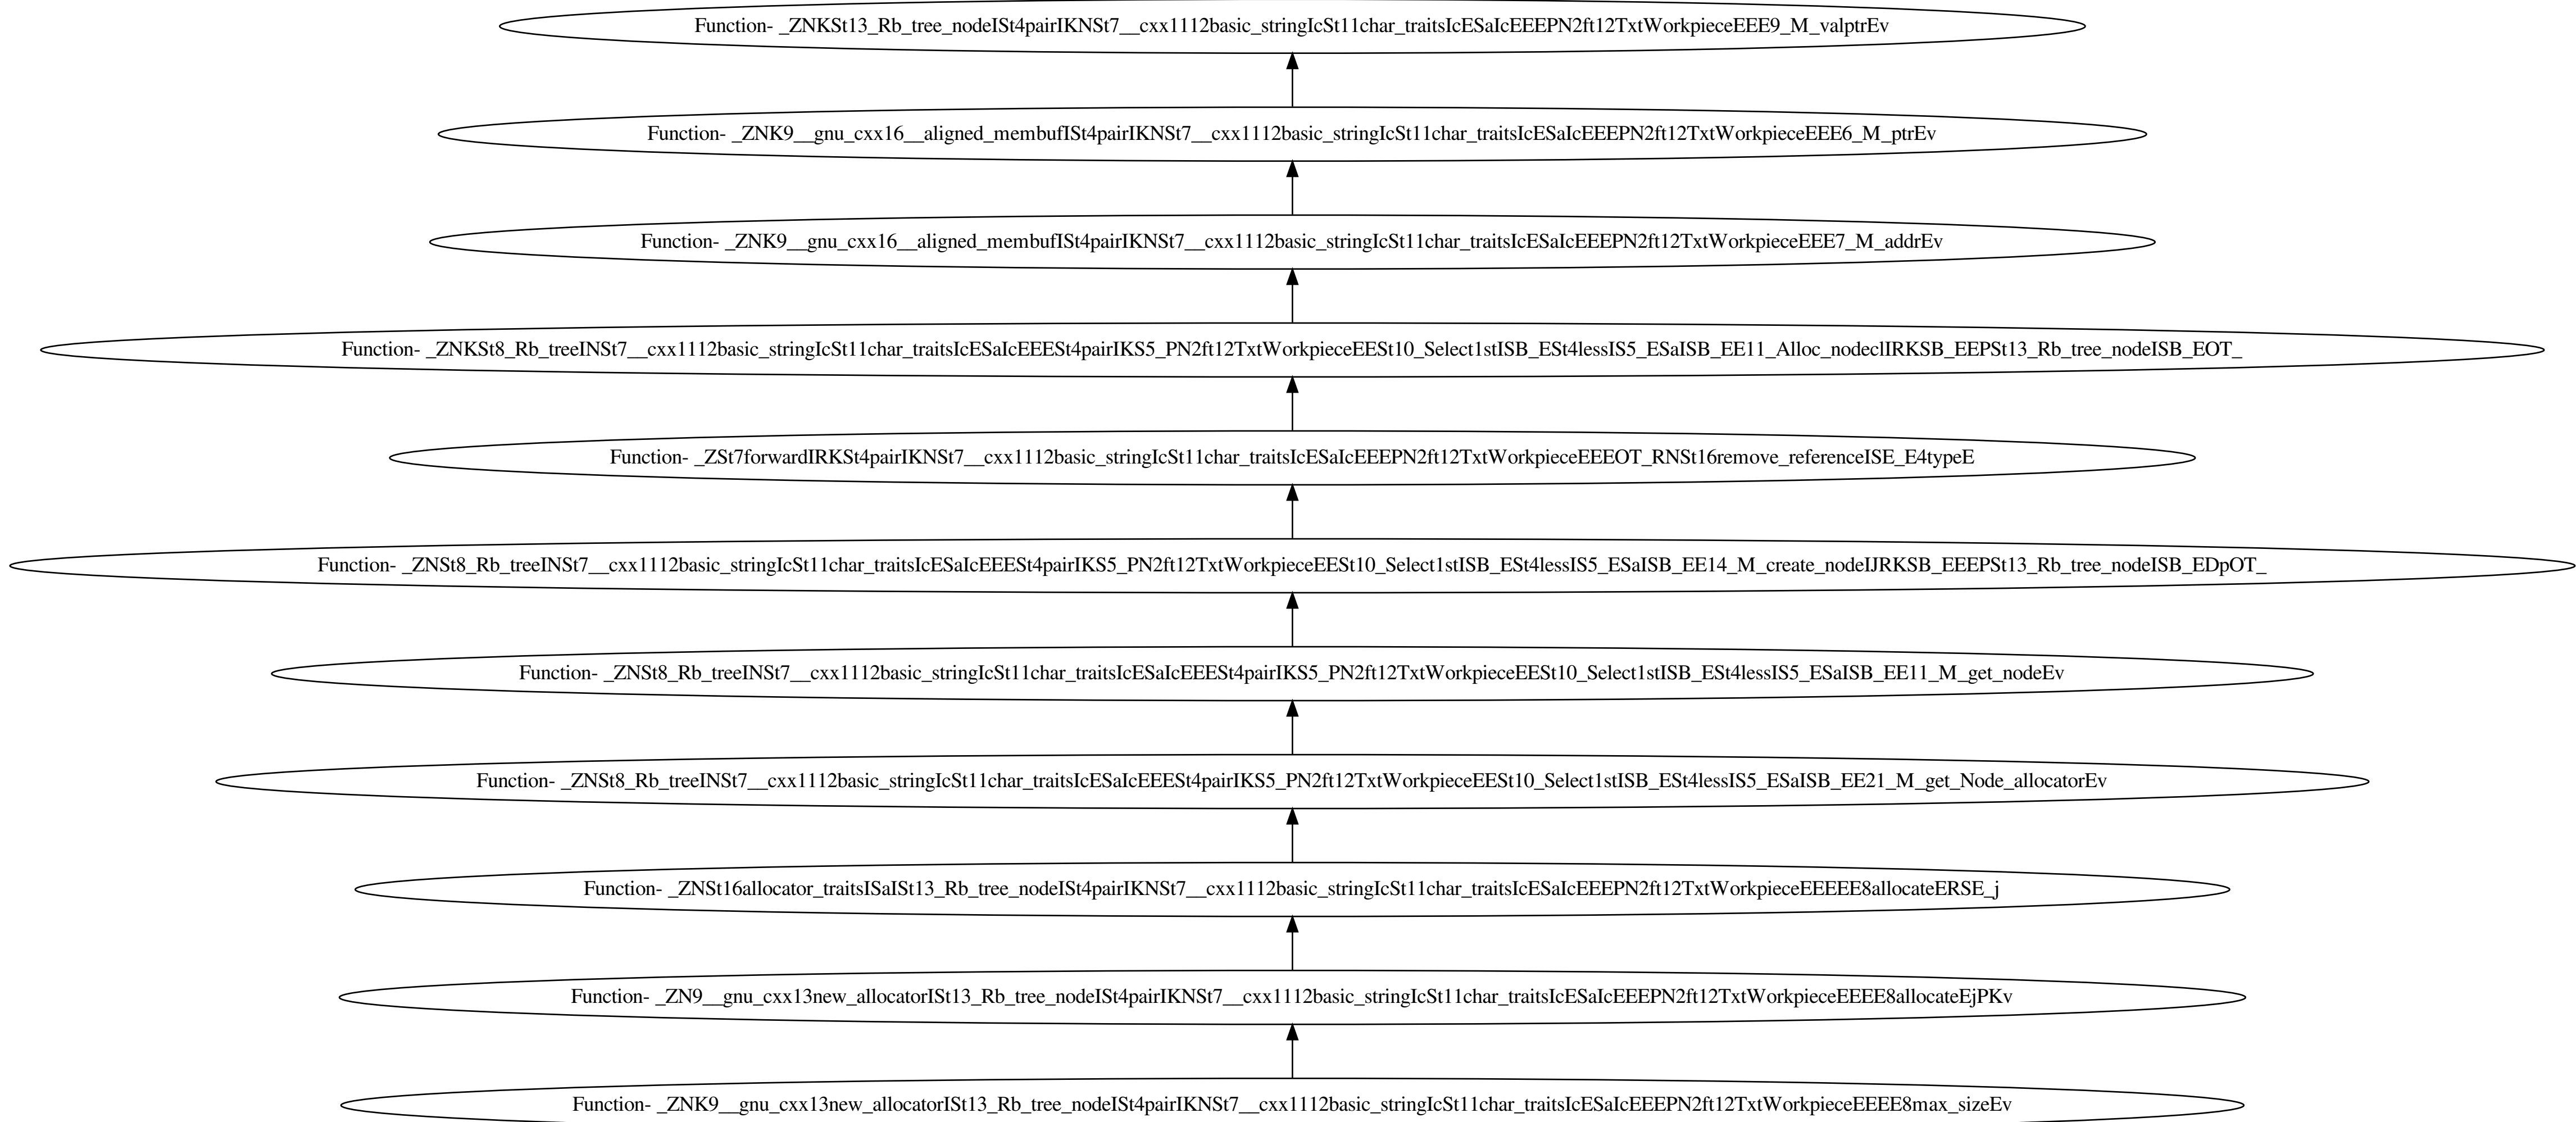 Function- _ZNKSt13_Rb_tree_nodeISt4pairIKNSt7__cxx1112basic_stringIcSt11char_traitsIcESaIcEEEPN2ft12TxtWorkpieceEEE9_M_valptrEv
Function- _ZNK9__gnu_cxx16__aligned_membufISt4pairIKNSt7__cxx1112basic_stringIcSt11char_traitsIcESaIcEEEPN2ft12TxtWorkpieceEEE6_M_ptrEv
Function- _ZNK9__gnu_cxx16__aligned_membufISt4pairIKNSt7__cxx1112basic_stringIcSt11char_traitsIcESaIcEEEPN2ft12TxtWorkpieceEEE7_M_addrEv
Function- _ZNKSt8_Rb_treeINSt7__cxx1112basic_stringIcSt11char_traitsIcESaIcEEESt4pairIKS5_PN2ft12TxtWorkpieceEESt10_Select1stISB_ESt4lessIS5_ESaISB_EE11_Alloc_nodeclIRKSB_EEPSt13_Rb_tree_nodeISB_EOT_
Function- _ZSt7forwardIRKSt4pairIKNSt7__cxx1112basic_stringIcSt11char_traitsIcESaIcEEEPN2ft12TxtWorkpieceEEEOT_RNSt16remove_referenceISE_E4typeE
Function- _ZNSt8_Rb_treeINSt7__cxx1112basic_stringIcSt11char_traitsIcESaIcEEESt4pairIKS5_PN2ft12TxtWorkpieceEESt10_Select1stISB_ESt4lessIS5_ESaISB_EE14_M_create_nodeIJRKSB_EEEPSt13_Rb_tree_nodeISB_EDpOT_
Function- _ZNSt8_Rb_treeINSt7__cxx1112basic_stringIcSt11char_traitsIcESaIcEEESt4pairIKS5_PN2ft12TxtWorkpieceEESt10_Select1stISB_ESt4lessIS5_ESaISB_EE11_M_get_nodeEv
Function- _ZNSt8_Rb_treeINSt7__cxx1112basic_stringIcSt11char_traitsIcESaIcEEESt4pairIKS5_PN2ft12TxtWorkpieceEESt10_Select1stISB_ESt4lessIS5_ESaISB_EE21_M_get_Node_allocatorEv
Function- _ZNSt16allocator_traitsISaISt13_Rb_tree_nodeISt4pairIKNSt7__cxx1112basic_stringIcSt11char_traitsIcESaIcEEEPN2ft12TxtWorkpieceEEEEE8allocateERSE_j
Function- _ZN9__gnu_cxx13new_allocatorISt13_Rb_tree_nodeISt4pairIKNSt7__cxx1112basic_stringIcSt11char_traitsIcESaIcEEEPN2ft12TxtWorkpieceEEEE8allocateEjPKv
Function- _ZNK9__gnu_cxx13new_allocatorISt13_Rb_tree_nodeISt4pairIKNSt7__cxx1112basic_stringIcSt11char_traitsIcESaIcEEEPN2ft12TxtWorkpieceEEEE8max_sizeEv